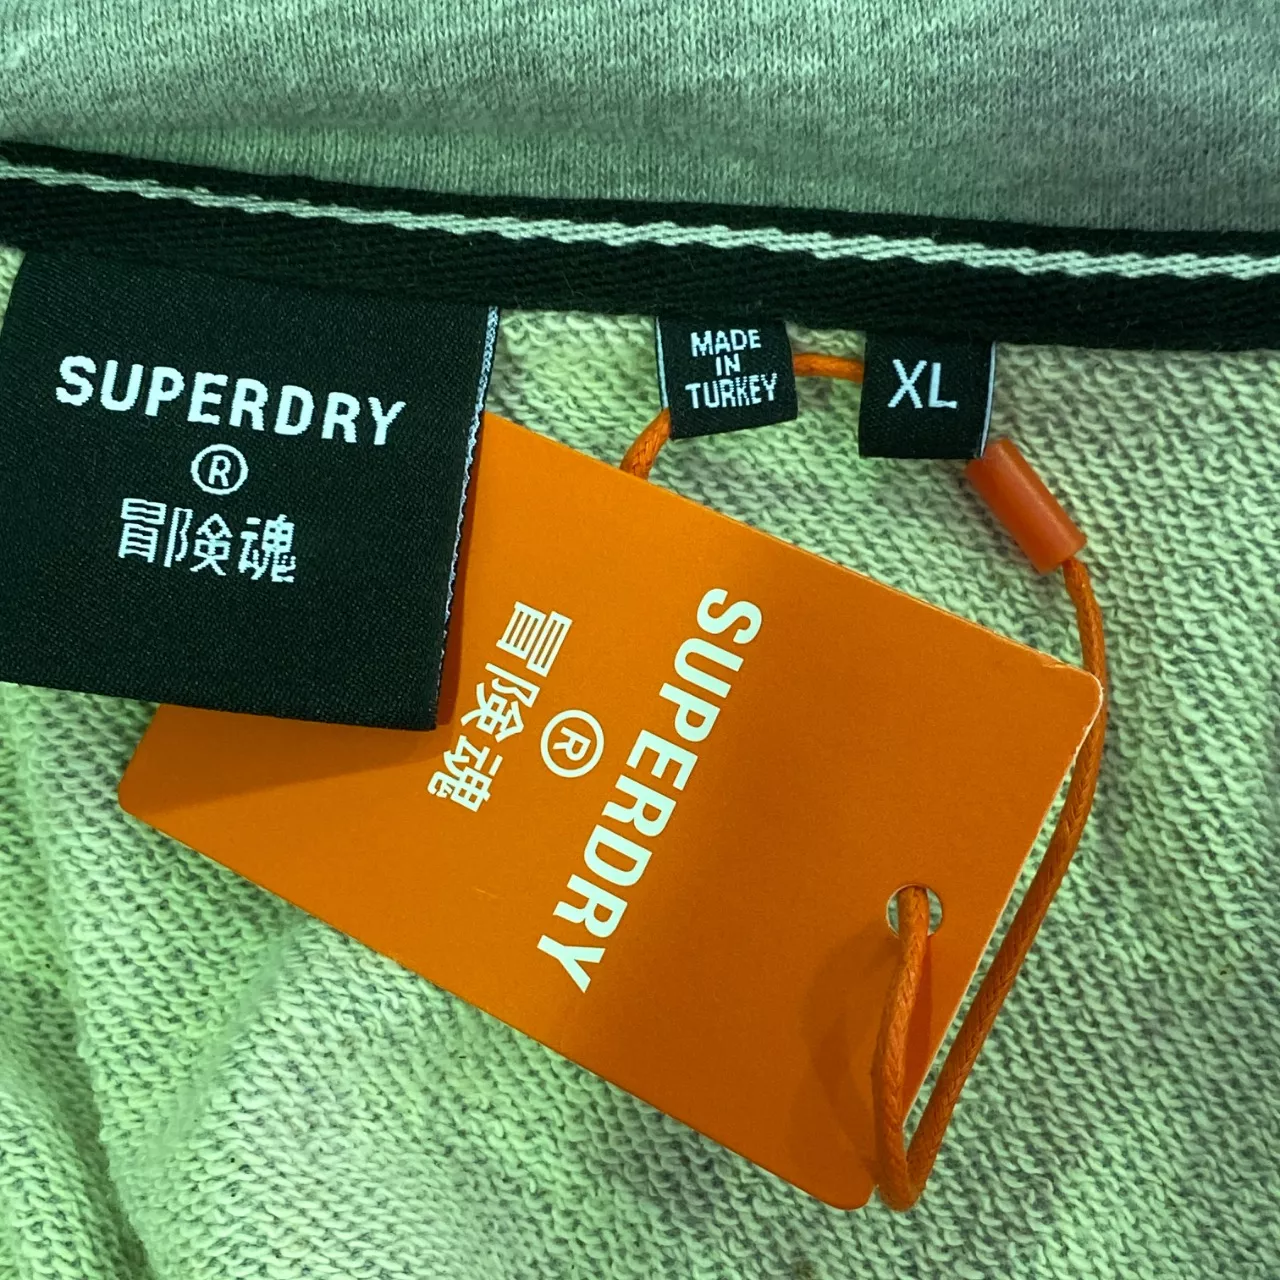 SUPERDRY
®
冒険魂
MADE
IN
TURKEY
XL
SUPERDRY
®
冒険魂